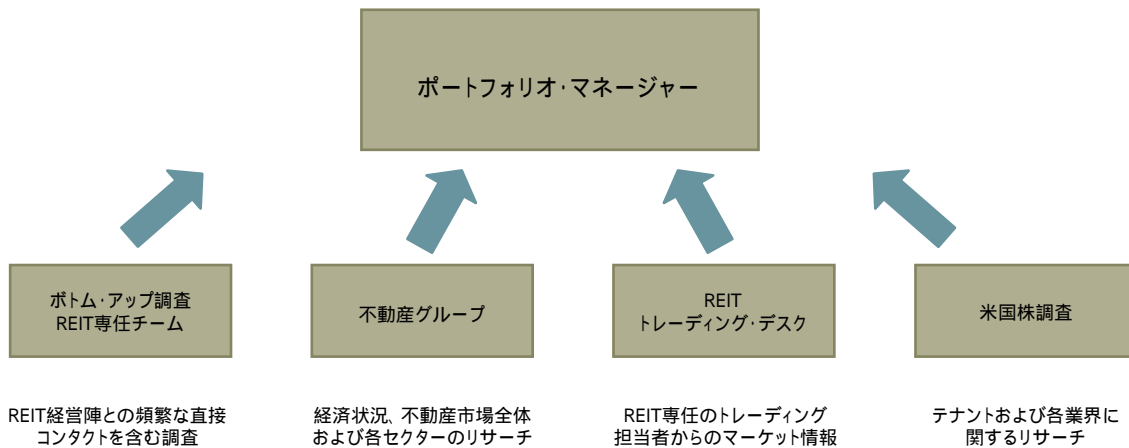 ポートフォリオ・マネージャー
ボトム・アップ調査
REIT専任チーム
不動産グループ
REIT
トレーディング・デスク
米国株調査
REIT経営陣との頻繁な直接
コンタクトを含む調査
経済状況、不動産市場全体
および各セクターのリサーチ
REIT専任のトレーディング
担当者からのマーケット情報
テナントおよび各業界に
関するリサーチ